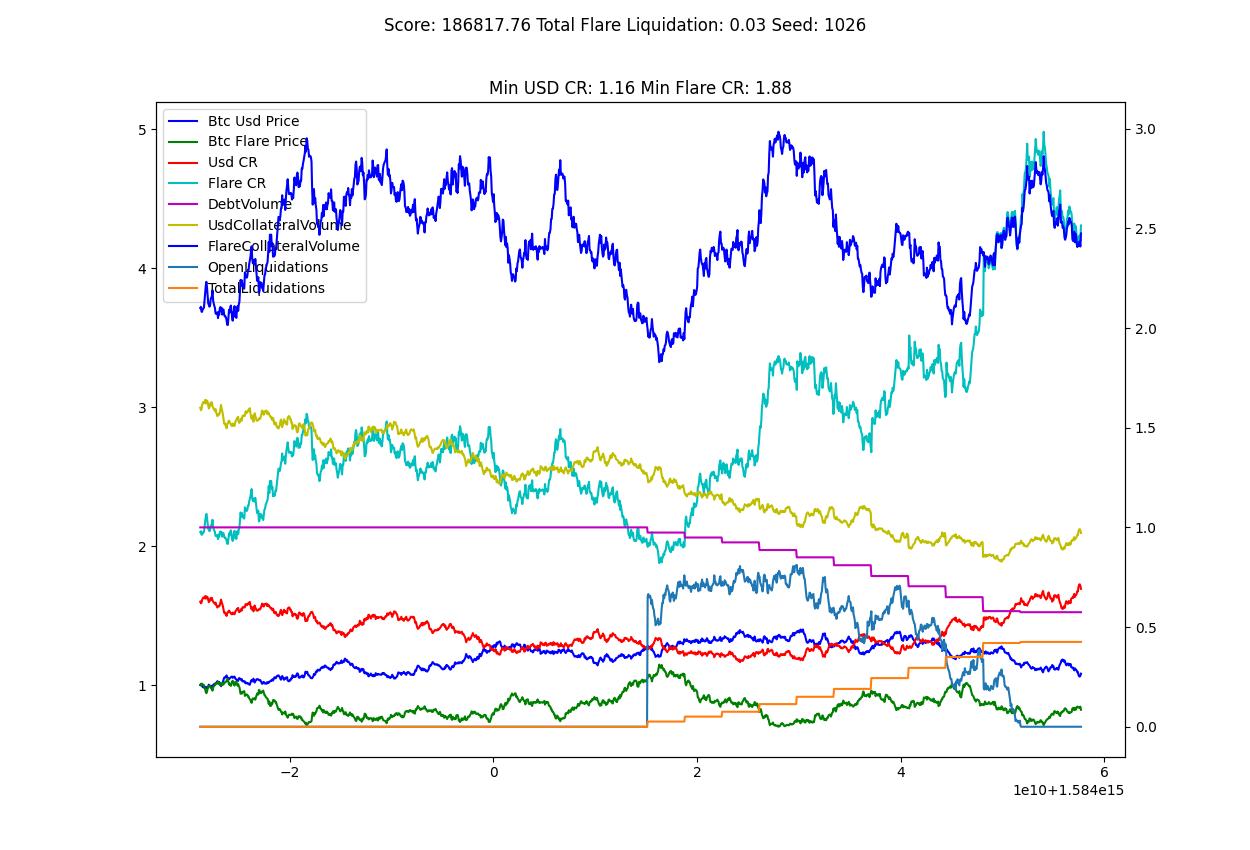 Score: 186817.76 Total Flare Liquidation: 0.03 Seed: 1026
Min USD CR: 1.16 Min Flare CR: 1.88
Btc Usd Price
Btc Flare Price
Usd CR
Flare CR
DebtVolume
UsdCollateralVolume
FlareCollateralVolume
OpenLiquidations
TotalLiquidations
5
4
3
2
1
3.0
2.5
2.0
1.5
1.0
0.5
0.0
−2
0
2
4
6
1e10+1.584e15